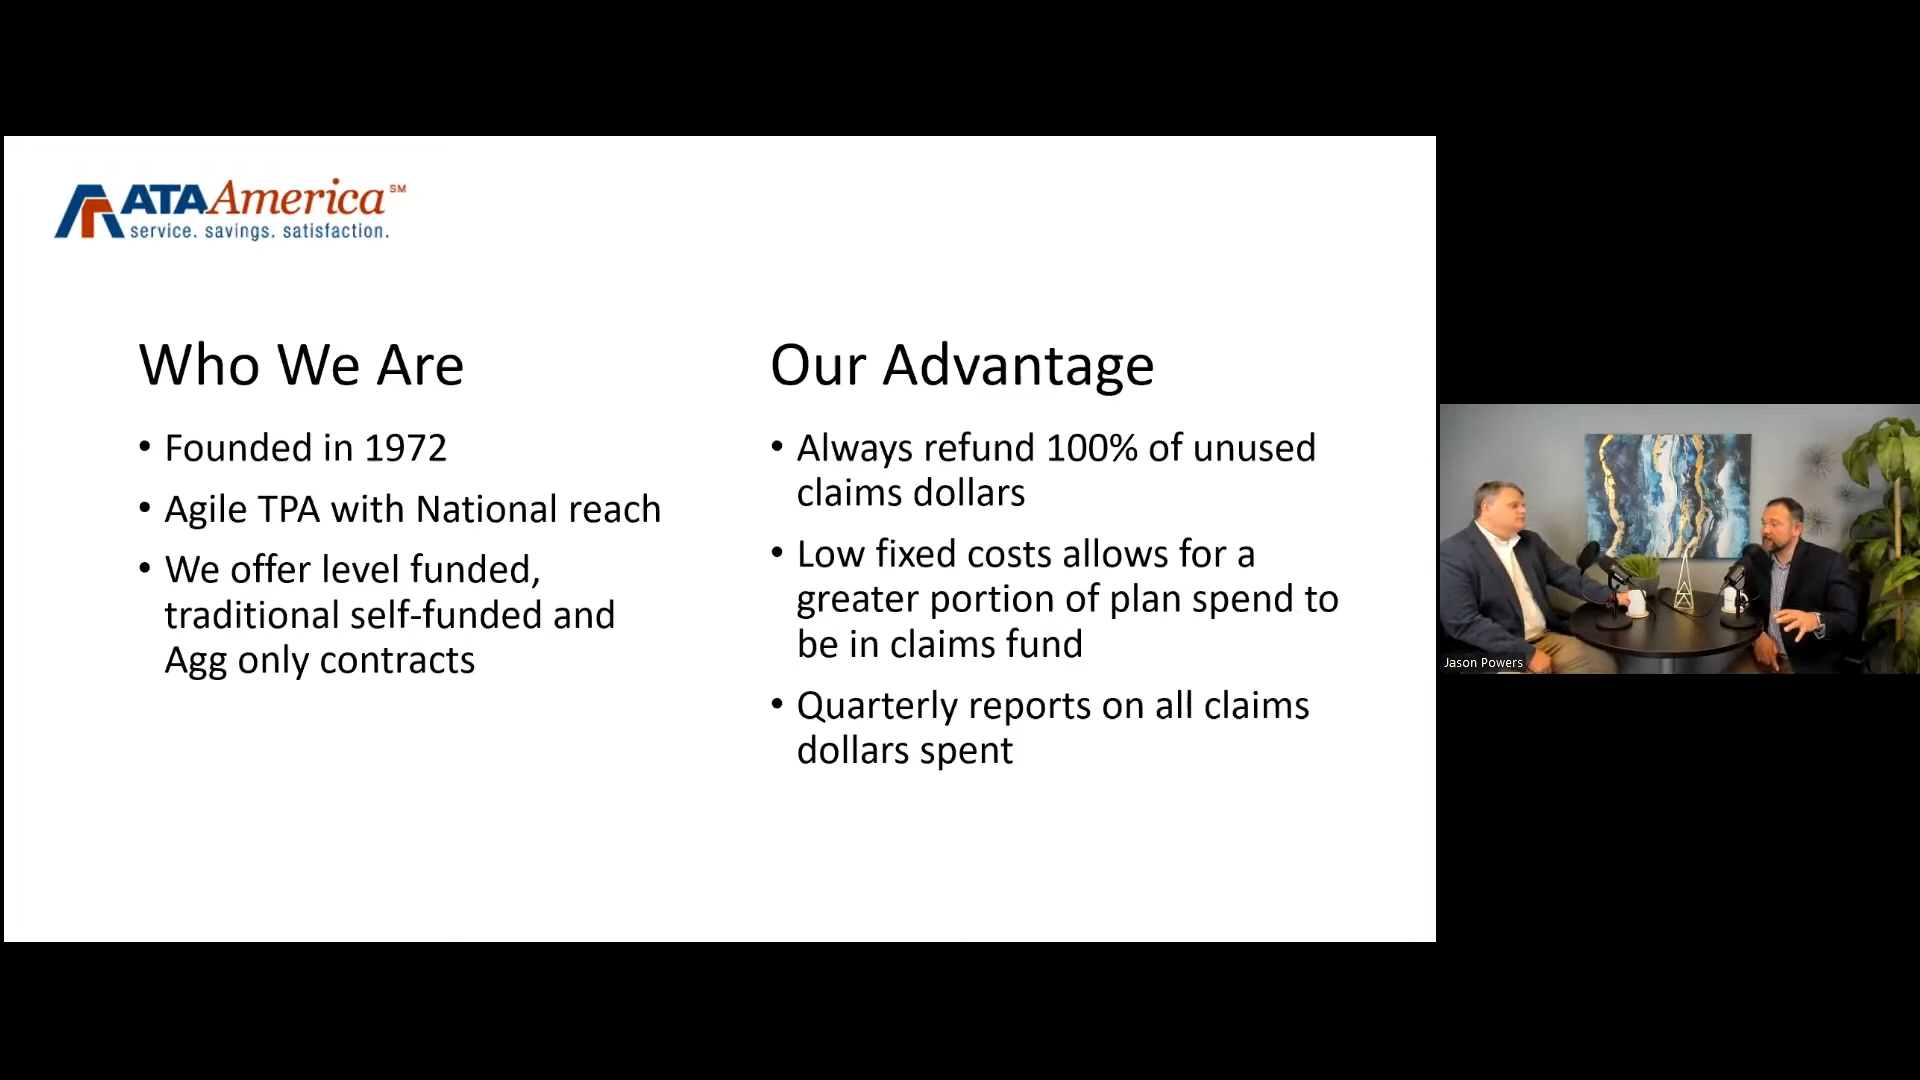 ATAAmerica℠
service. savings. satisfaction.
Who We Are
• Founded in 1972
• Agile TPA with National reach
• We offer level funded,
traditional self-funded and
Agg only contracts
Our Advantage
• Always refund 100% of unused
claims dollars
• Low fixed costs allows for a
greater portion of plan spend to
be in claims fund
• Quarterly reports on all claims
dollars spent
Jason Powers